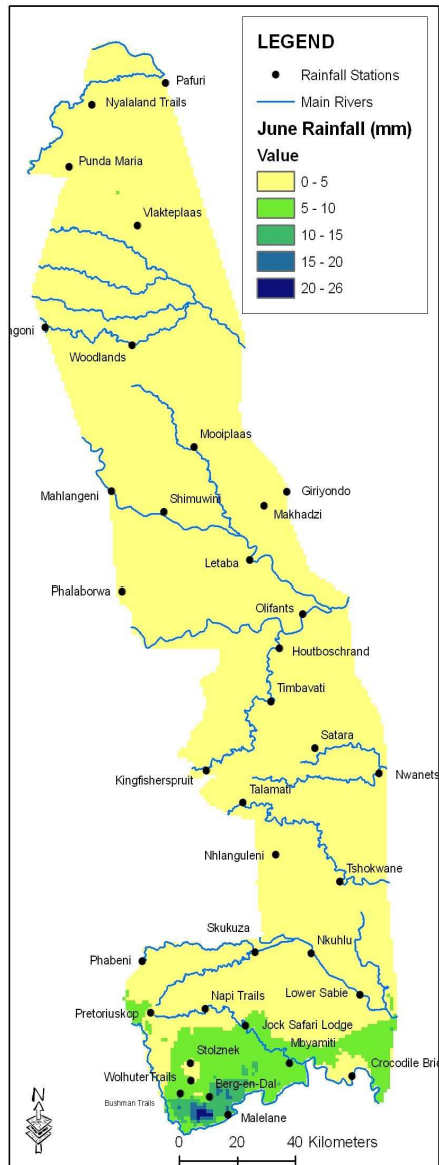 LEGEND
Rainfall Stations
Main Rivers
June Rainfall (mm)
Value
0 - 5
5 - 10
10 - 15
15 - 20
20 - 26
Pafuri
Nyalaland Trails
Punda Maria
Vlakteplaas
ngoni
Woodlands
Mooiplaas
Mahlangeni
Shimuwini
Giriyondo
Makhadzi
Letaba
Phalaborwa
Olifants
Houtboschrand
Timbavati
Satara
Kingfisherspruit
Nwanets
Talamati
Nhlanguleni
Tshokwane
Skukuza
Nkuhlu
Phabeni
Lower Sabie
Napi Trails
Pretoriuskop
Jock Safari Lodge
Mbyamiti
Stolznek
Crocodile Brid
Wolhuter Trails
Berg-en-Dal
Bushman Trails
Malelane
N
0 20 40 Kilometers